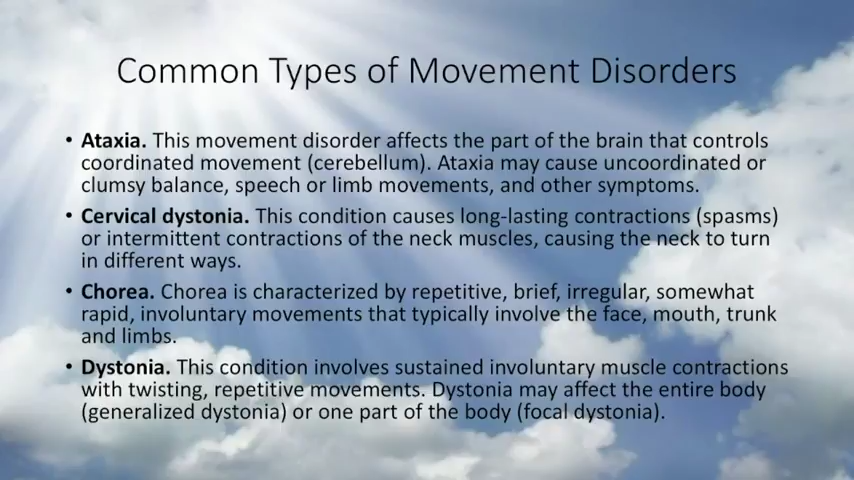 Common Types of Movement Disorders
• Ataxia. This movement disorder affects the part of the brain that controls
coordinated movement (cerebellum). Ataxia may cause uncoordinated or
clumsy balance, speech or limb movements, and other symptoms.
• Cervical dystonia. This condition causes long-lasting contractions (spasms)
or intermittent contractions of the neck muscles, causing the neck to turn
in different ways.
• Chorea. Chorea is characterized by repetitive, brief, irregular, somewhat
rapid, involuntary movements that typically involve the face, mouth, trunk
and limbs.
• Dystonia. This condition involves sustained involuntary muscle contractions
with twisting, repetitive movements. Dystonia may affect the entire body
(generalized dystonia) or one part of the body (focal dystonia).